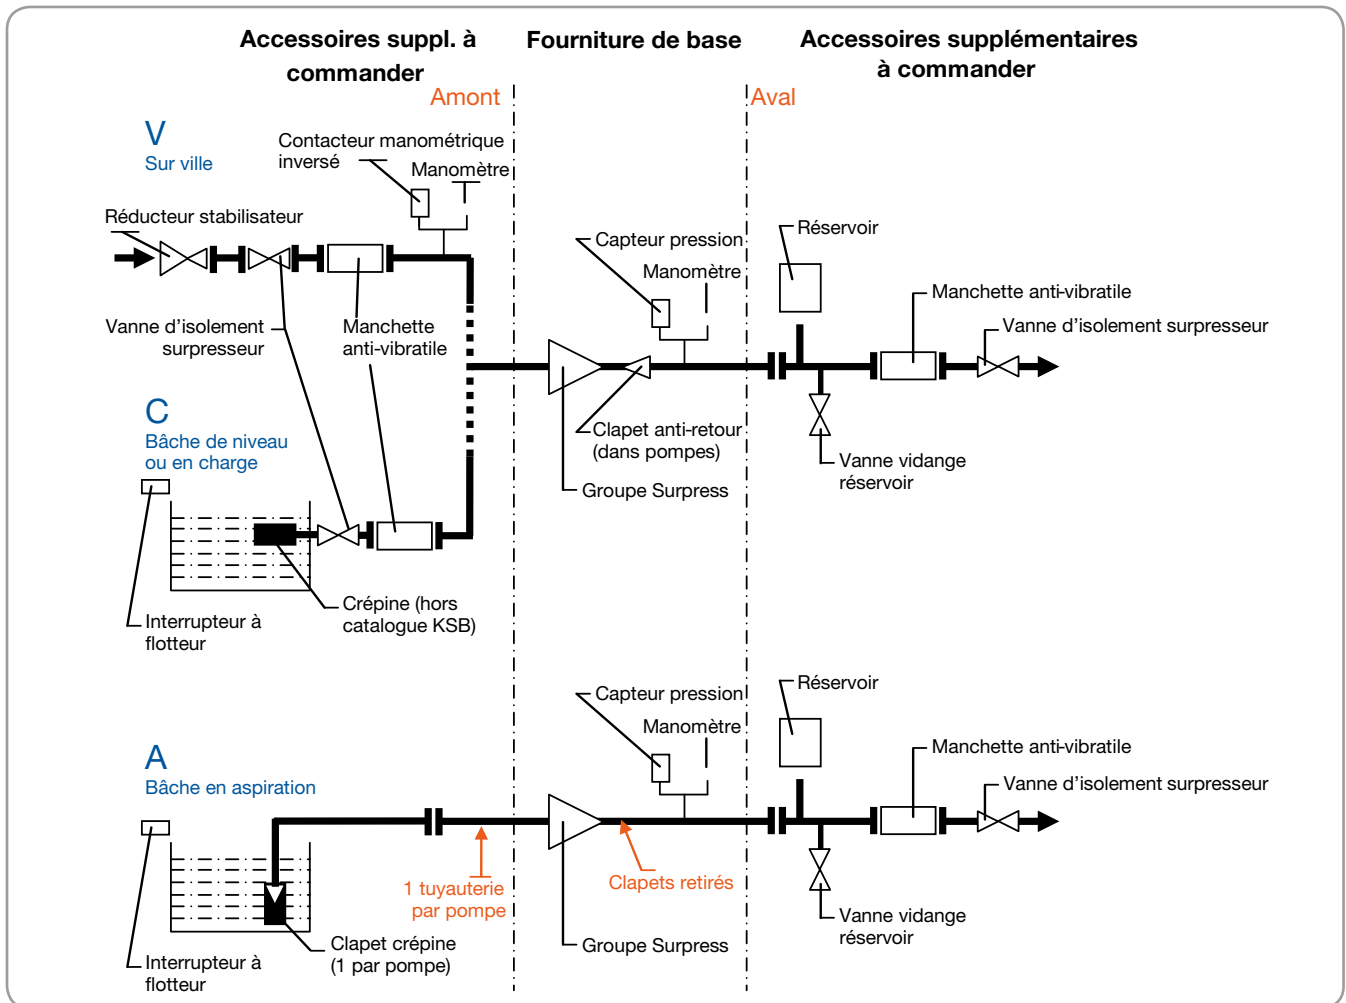 Accessoires suppl. à
commander
Fourniture de base
Accessoires supplémentaires
à commander
Amont
Aval
V
Sur ville
Contacteur manométrique
inversé
Manomètre
Réducteur stabilisateur
Vanne d'isolement
surpresseur
Manchette
anti-vibratile
Capteur pression
Manomètre
Réservoir
Manchette anti-vibratile
Vanne d'isolement surpresseur
Clapet anti-retour
(dans pompes)
Groupe Surpress
Vanne vidange
réservoir
C
Bâche de niveau
ou en charge
Interrupteur à
flotteur
Crépine (hors
catalogue KSB)
A
Bâche en aspiration
Interrupteur à
flotteur
Clapet crépine
(1 par pompe)
1 tuyauterie
par pompe
Capteur pression
Manomètre
Clapets retirés
Groupe Surpress
Réservoir
Manchette anti-vibratile
Vanne d'isolement surpresseur
Vanne vidange
réservoir